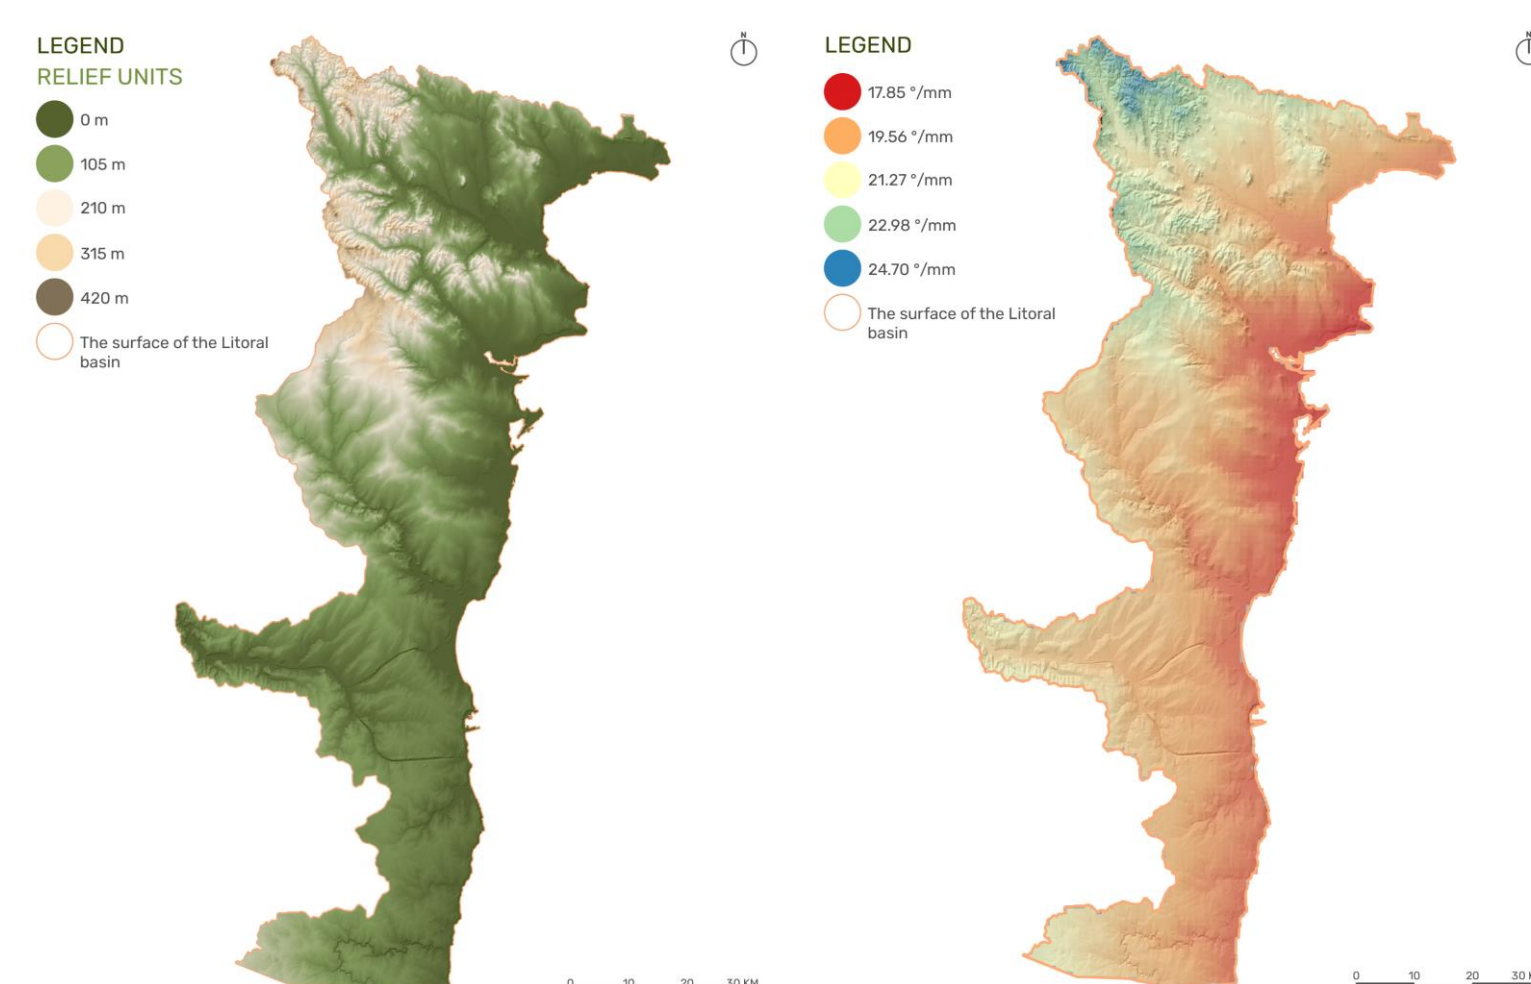 LEGEND
RELIEF UNITS
0 m
105 m
210 m
315 m
420 m
The surface of the Litoral
basin
N
0 10 20 30 KM
LEGEND
17.85 °/mm
19.56 °/mm
21.27 °/mm
22.98 °/mm
24.70 °/mm
The surface of the Litoral
basin
N
0 10 20 30 K